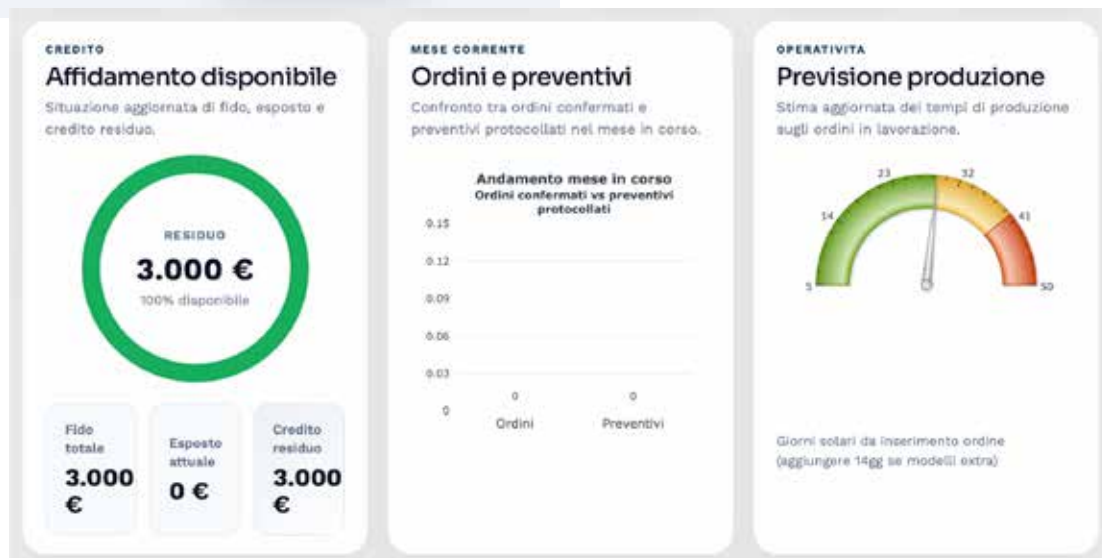 CREDITO
Affidamento disponibile
Situazione aggiornata di fido, esposto e
credito residuo.
RESIDUO
3.000 €
100% disponibile
Fido
totale
3.000
€
Esposto
attuale
0 €
Credito
residuo
3.000
€
MESE CORRENTE
Ordini e preventivi
Confronto tra ordini confermati e
preventivi protocollati nel mese in corso.
Andamento mese in corso
Ordini confermati vs preventivi
protocollati
0.15
0.12
0.09
0.06
0.03
0
0
0
Ordini
Preventivi
OPERATIVITA
Previsione produzione
Stima aggiornata dei tempi di produzione
sugli ordini in lavorazione.
5
14
23
32
41
50
Giorni solari da inserimento ordine
(aggiungere 14gg se modelli extra)